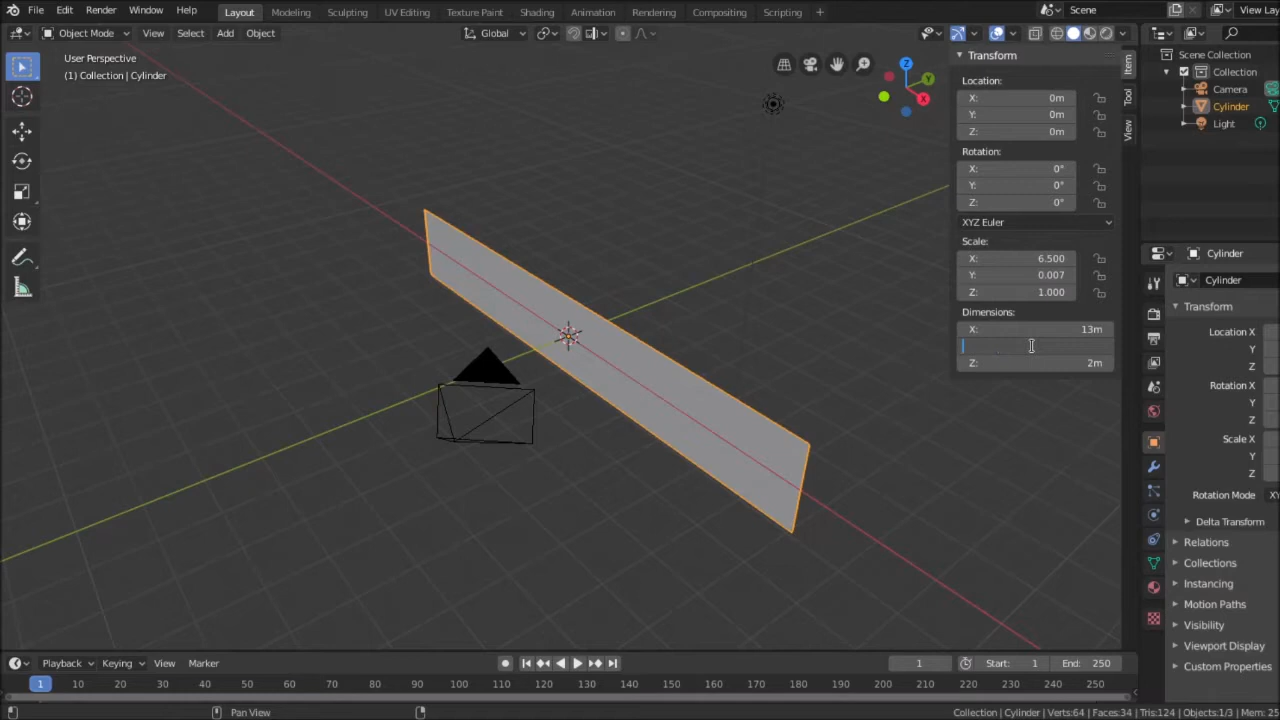 File Edit Render Window Help Layout Modeling Sculpting UV Editing Texture Paint Shading Animation Rendering Compositing Scripting + Scene View Lay
Object Mode View Select Add Object Global
User Perspective
(1) Collection | Cylinder
Transform
Location:
X: 0m
Y: 0m
Z: 0m
Rotation:
X: 0°
Y: 0°
Z: 0°
XYZ Euler
Scale:
X: 6.500
Y: 0.007
Z: 1.000
Dimensions:
X: 13m
Z: 2m
Item
Tool
View
Z
Y
X
Scene Collection
Collection
Camera
Cylinder
Light
Cylinder
Cylinder
Transform
Location X
Y
Z
Rotation X
Y
Z
Scale X
Y
Z
Rotation Mode XY
Delta Transform
Relations
Collections
Instancing
Motion Paths
Visibility
Viewport Display
Custom Properties
Playback Keying View Marker 1 Start: 1 End: 250
1 10 20 30 40 50 60 70 80 90 100 110 120 130 140 150 160 170 180 190 200 210 220 230 240 250
Pan View Collection | Cylinder | Verts:64 | Faces:34 | Tris:124 | Objects:1/3 | Mem: 25